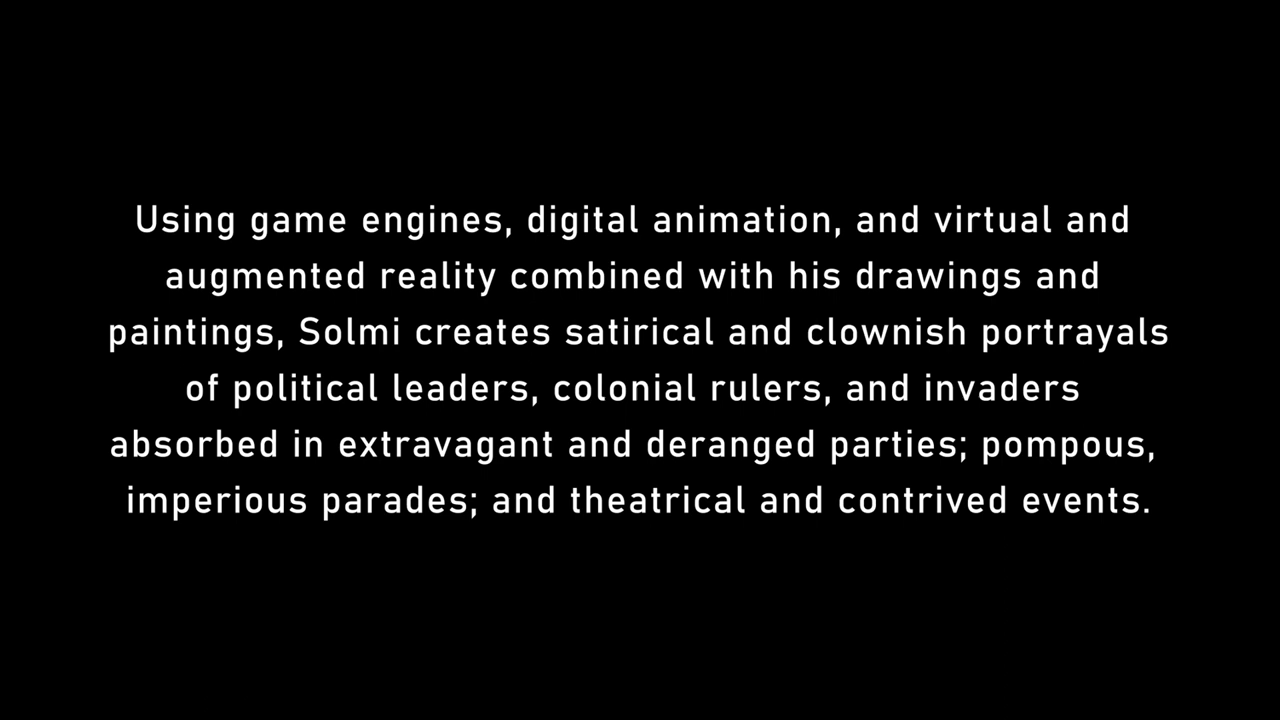 Using game engines, digital animation, and virtual and
augmented reality combined with his drawings and
paintings, Solmi creates satirical and clownish portrayals
of political leaders, colonial rulers, and invaders
absorbed in extravagant and deranged parties; pompous,
imperious parades; and theatrical and contrived events.